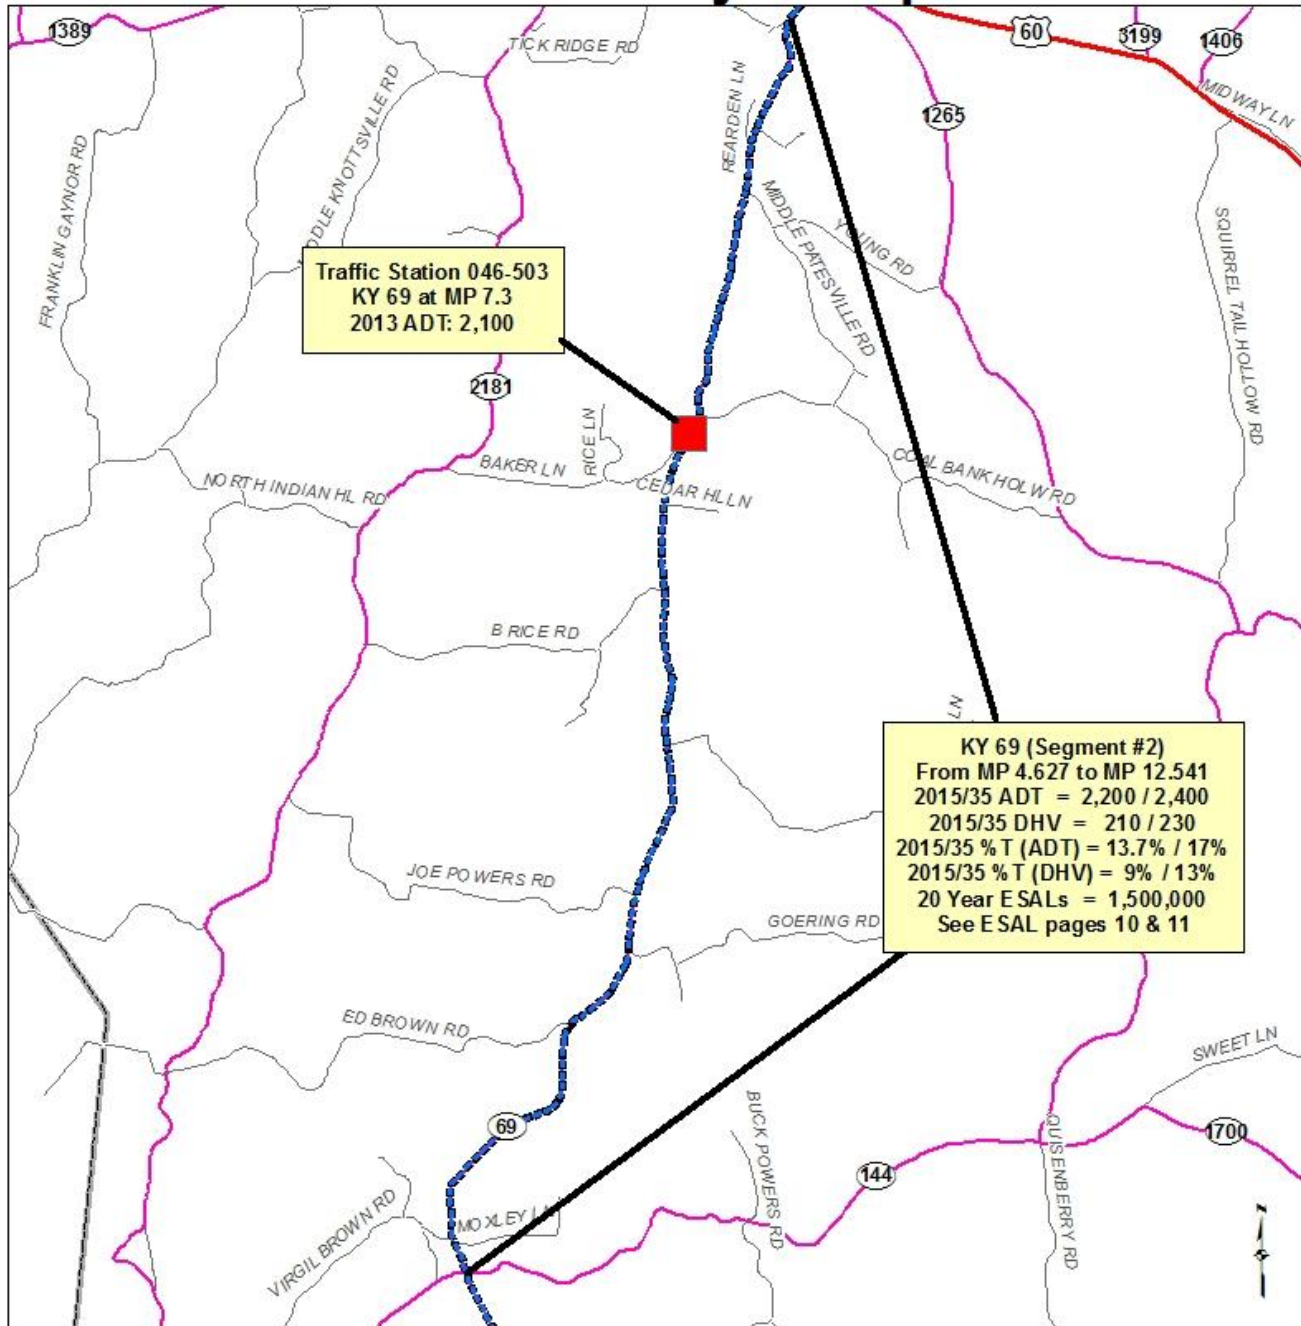 1389
TICK RIDGE RD
60
3199
1406
MIDWAY LN
1265
REARDEN LN
FRANKLIN GAYNOR RD
KNOTTSVILLE RD
MIDDLE PATESVILLE RD
YOUNG RD
SQUIRREL TAIL HOLLOW RD
Traffic Station 046-503
KY 69 at MP 7.3
2013 ADT: 2,100
2181
RICE LN
BAKER LN
CEDAR HL LN
COAL BANK HOLW RD
NORTH INDIAN HL RD
B RICE RD
LN
KY 69 (Segment #2)
From MP 4.627 to MP 12.541
2015/35 ADT = 2,200 / 2,400
2015/35 DHV = 210 / 230
2015/35 %T (ADT) = 13.7% / 17%
2015/35 %T (DHV) = 9% / 13%
20 Year ESALs = 1,500,000
See ESAL pages 10 & 11
JOE POWERS RD
GOERING RD
ED BROWN RD
SWEET LN
69
BUCK POWERS RD
144
QUISENBERRY RD
1700
VIRGIL BROWN RD
MOXLEY LN